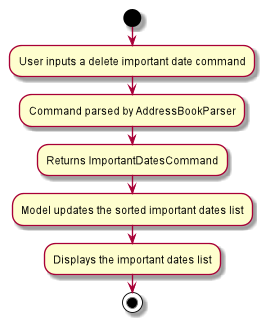 User inputs a delete important date command
Command parsed by AddressBookParser
Returns ImportantDatesCommand
Model updates the sorted important dates list
Displays the important dates list